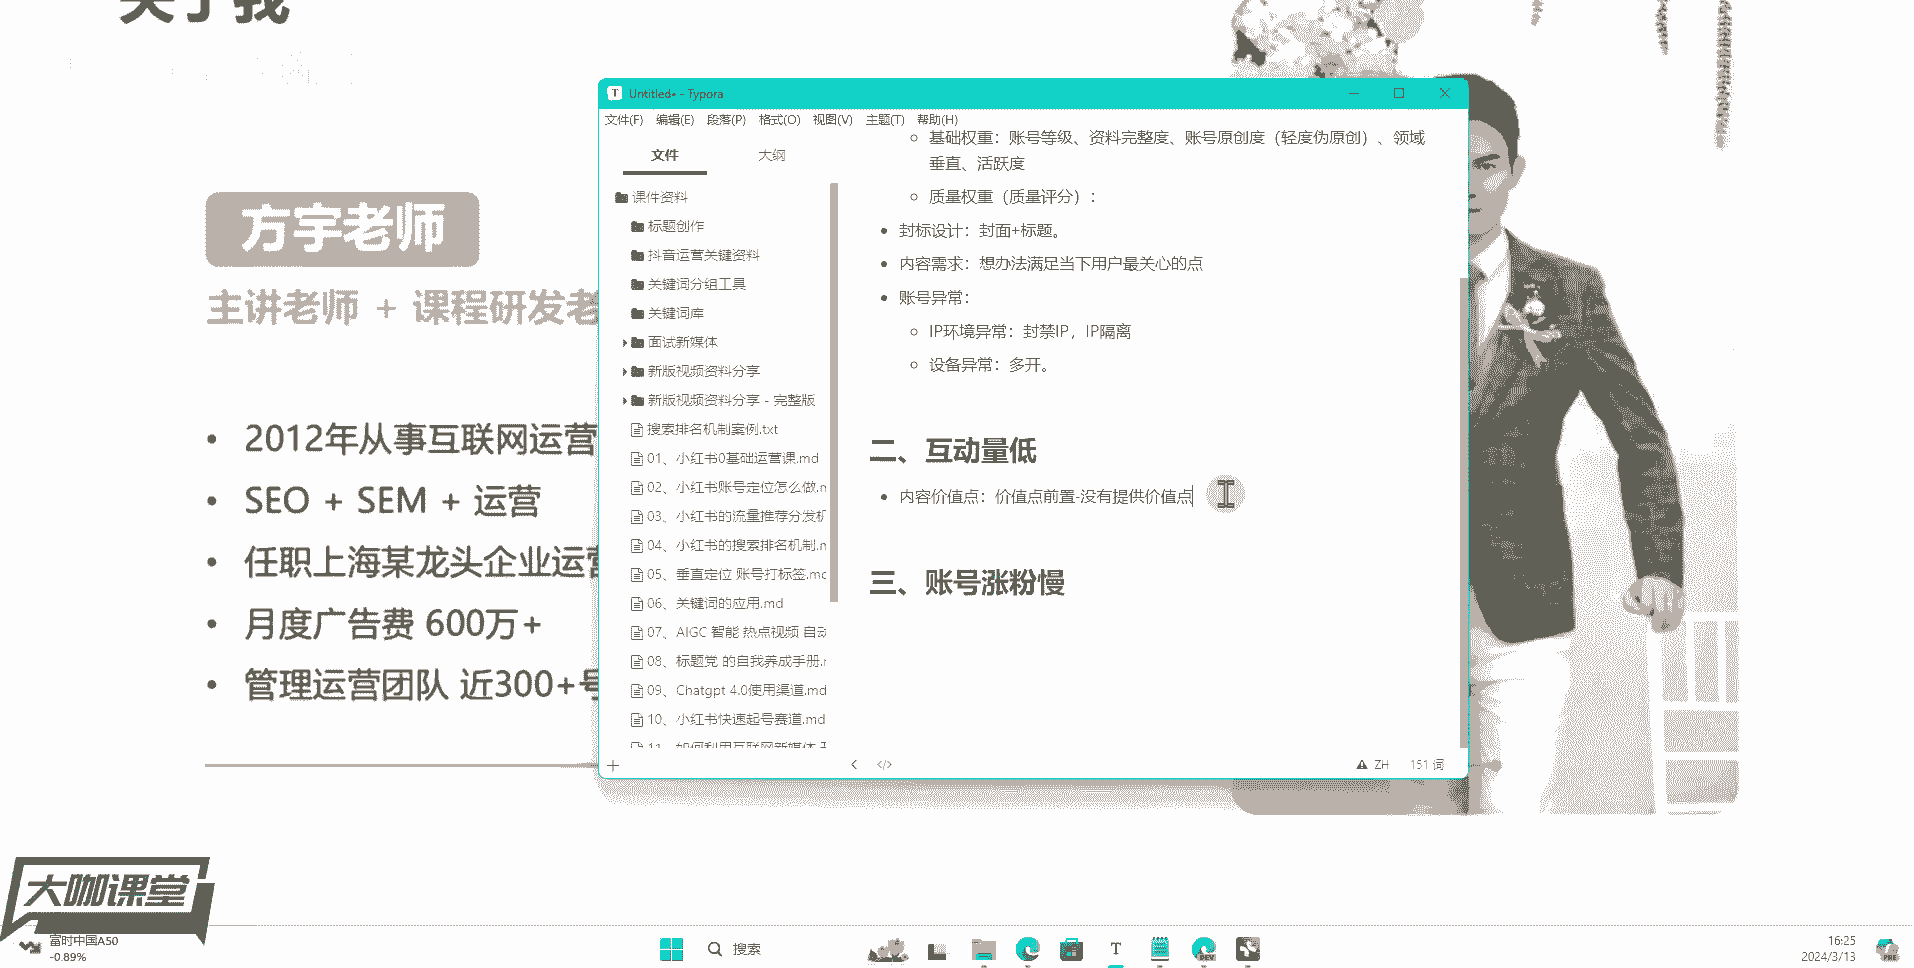 关于我
方宇老师
主讲老师 + 课程研发老
2012年从事互联网运营
SEO + SEM + 运营
任职上海某龙头企业运营
月度广告费 600万+
管理运营团队 近300+号
Untitled• - Typora
文件(F) 编辑(E) 段落(P) 格式(O) 视图(V) 主题(T) 帮助(H)
文件 大纲
课件资料
标题创作
抖音运营关键资料
关键词分组工具
关键词库
面试新媒体
新版视频资料分享
新版视频资料分享 - 完整版
搜索排名机制案例.txt
01、小红书0基础运营课.md
02、小红书账号定位怎么做.m
03、小红书的流量推荐分发机
04、小红书的搜索排名机制.m
05、垂直定位 账号打标签.md
06、关键词的应用.md
07、AIGC 智能 热点视频 自动
08、标题党 的自我养成手册.m
09、Chatgpt 4.0使用渠道.md
10、小红书快速起号赛道.md
11、如何利用互联网新媒体
基础权重：账号等级、资料完整度、账号原创度（轻度伪原创）、领域
垂直、活跃度
质量权重（质量评分）：
封标设计：封面+标题。
内容需求：想办法满足当下用户最关心的点
账号异常：
IP环境异常：封禁IP，IP隔离
设备异常：多开。
二、互动量低
内容价值点：价值点前置-没有提供价值点
三、账号涨粉慢
ZH 151 词
大咖课堂
富时中国A50
-0.89%
搜索
16:25
2024/3/13